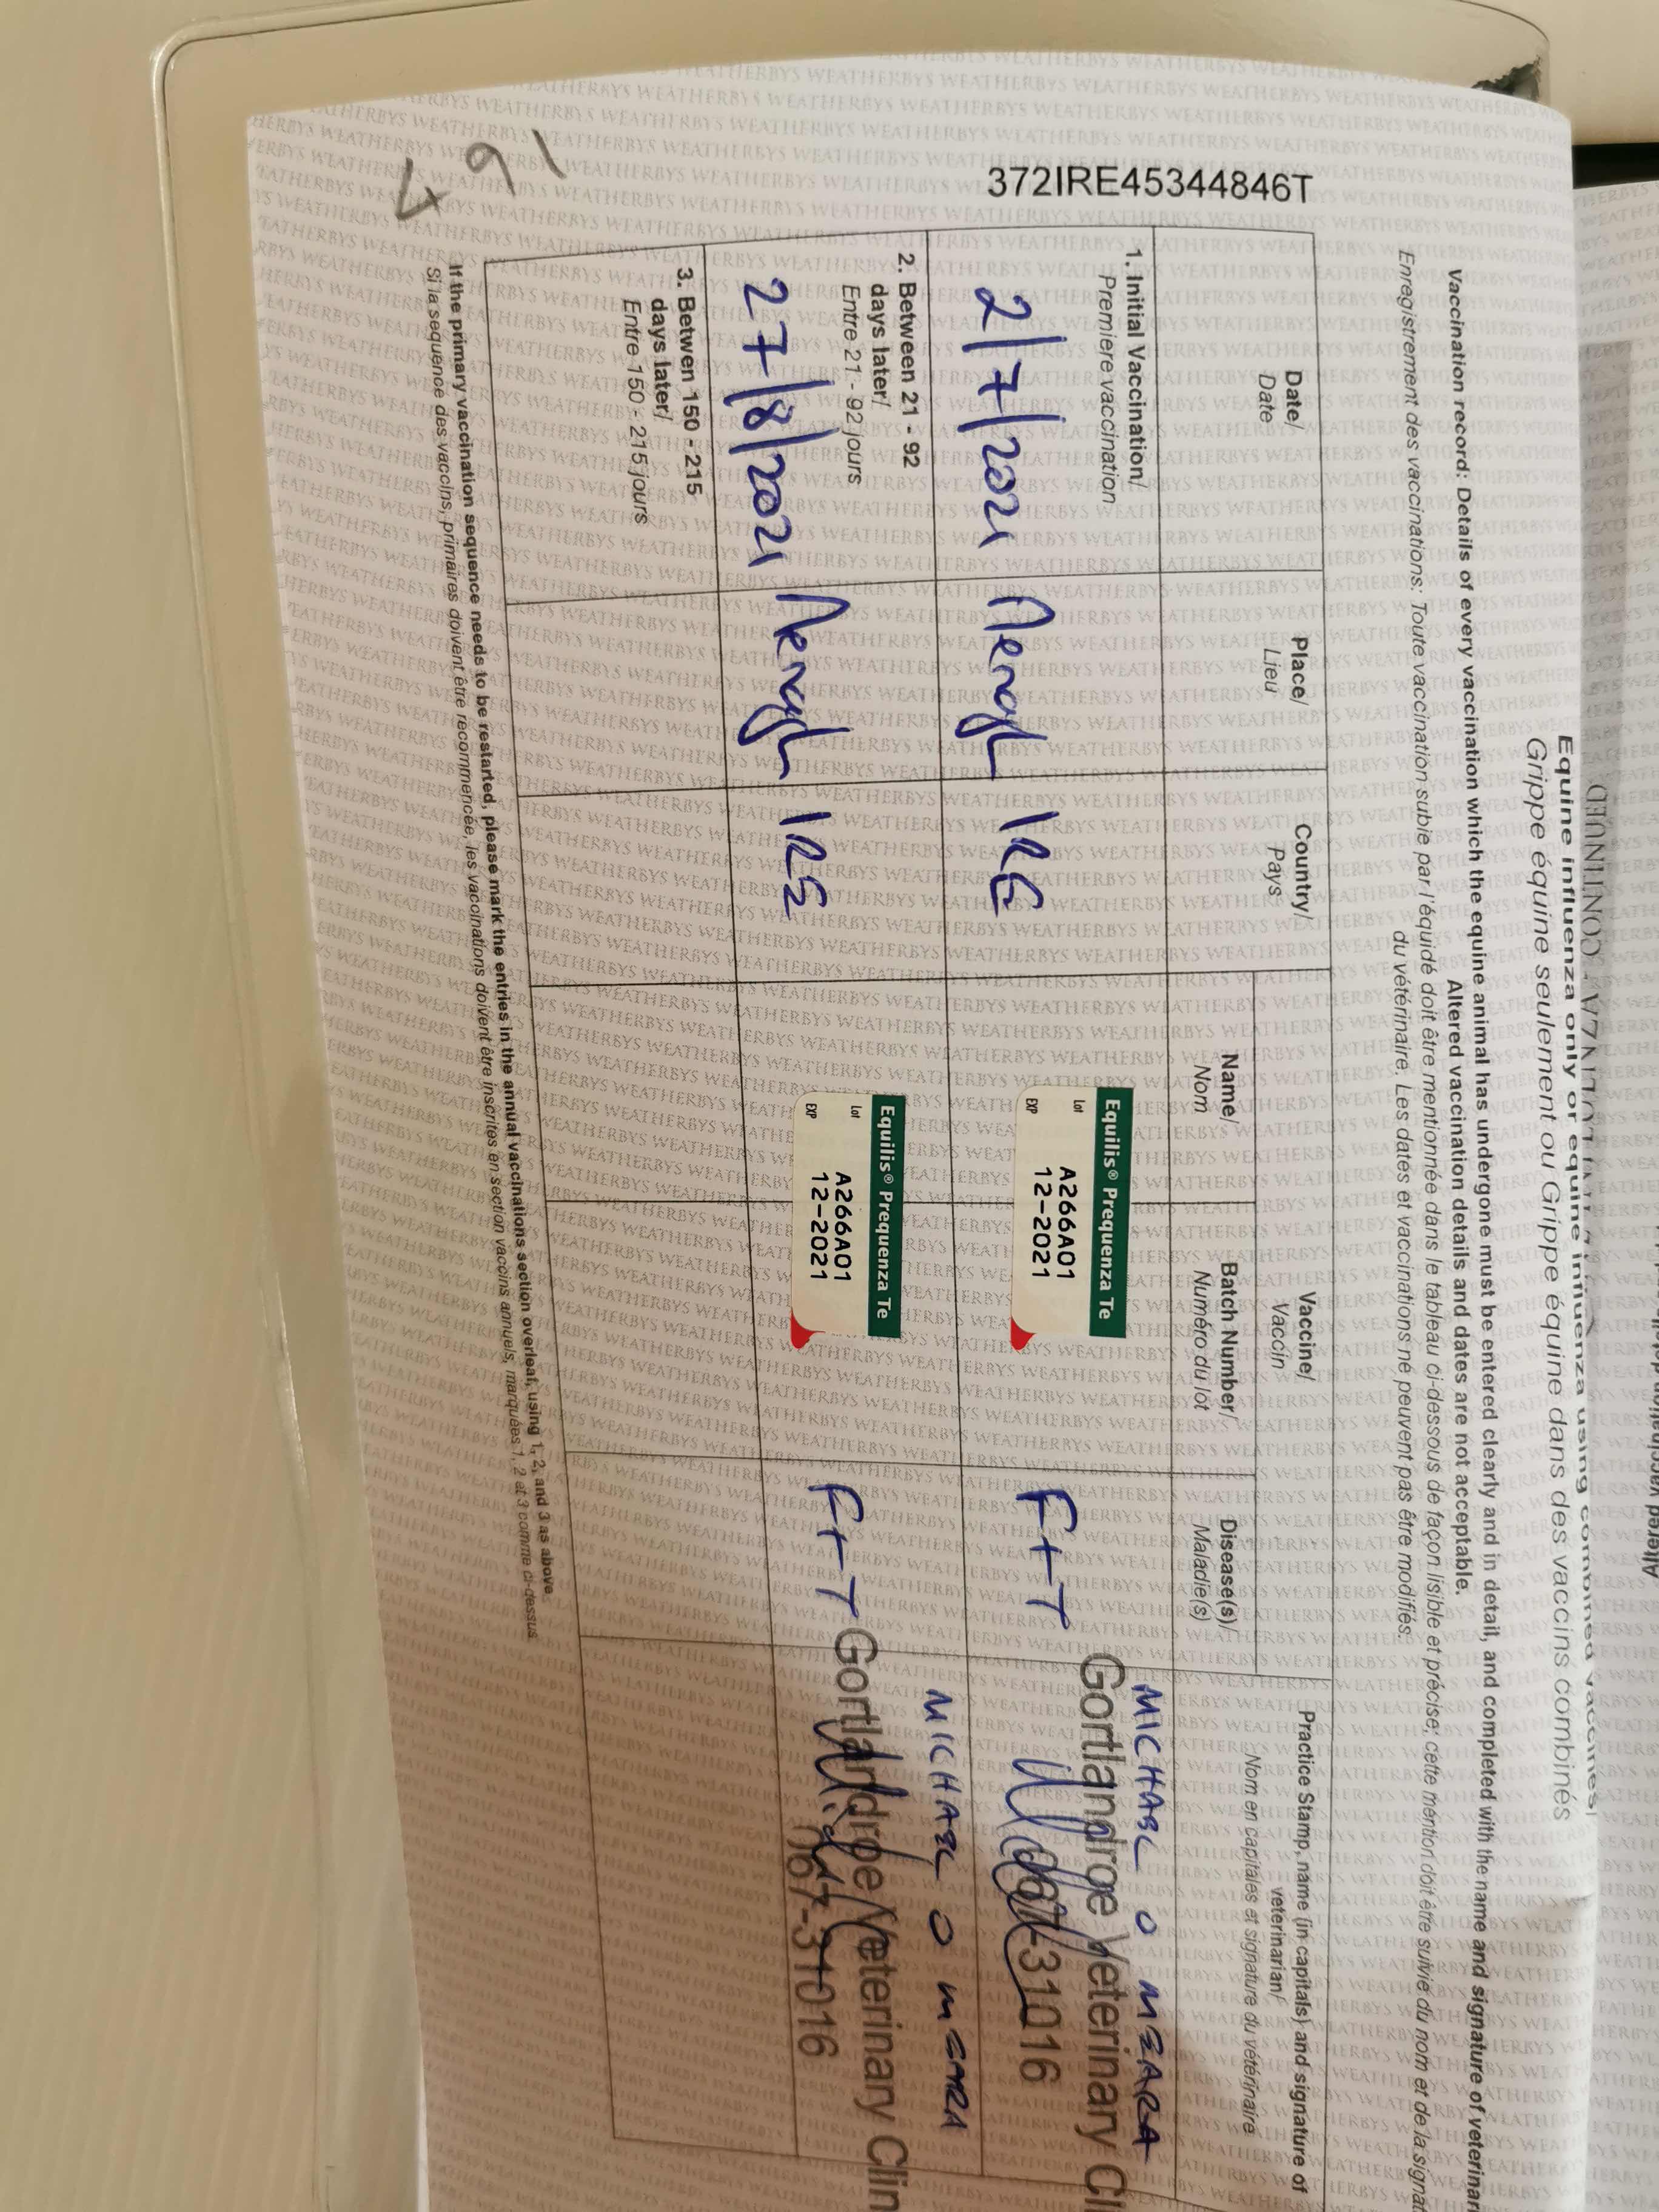 372IRE45344846T
Equine influenza only or equine influenza using combined vaccines/
Grippe équine seulement ou Grippe équine dans des vaccins combinés
Vaccination record: Details of every vaccination which the equine animal has undergone must be entered clearly and in detail, and completed with the name and signature of
Altered vaccination details and dates are not acceptable.
Enregistrement des vaccinations: Toute vaccination subie par l'équidé doit être mentionnée dans le tableau ci-dessous de façon lisible et précise; cette mention doit être suivie du nom et de la
du vétérinaire. Les dates et vaccinations ne peuvent pas être modifiés.
Date/ Place/ Country/ Vaccine/ Practice Stamp, name (in capitals) and signature of
Date Lieu Pays Vaccin veterinarian/
Name/ Batch Number/ Disease(s)/ Nom en capitales et signature du vétérinaire
Nom Numéro du lot Maladie(s)
1. Initial Vaccination/
Première vaccination
2/7/2021 Nenagh IRE
Equilis® Prequenza Te
Lot A266A01
EXP 12-2021
F+T
MICHAEL O MEARA
Gortlandroe Veterinary
067-31016
2. Between 21 - 92
days later/
Entre 21 - 92 jours
27/8/2021 Nenagh IRE
Equilis® Prequenza Te
Lot A266A01
EXP 12-2021
F+T
MICHAEL O MEARA
Gortlandroe Veterinary
067-31016
3. Betwen 150 - 215
days later/
Entre 150 - 215 jours
If the primary vaccination sequence needs to be restarted, please mark the entries in the annual vaccinations section overleaf, using 1, 2, and 3 as above.
Si la séquence des vaccins, primaires doivent être recommencée, les vaccinations doivent être inscrites en section vaccins annuels, marquées 1, 2 at 3 comme ci-dessus.